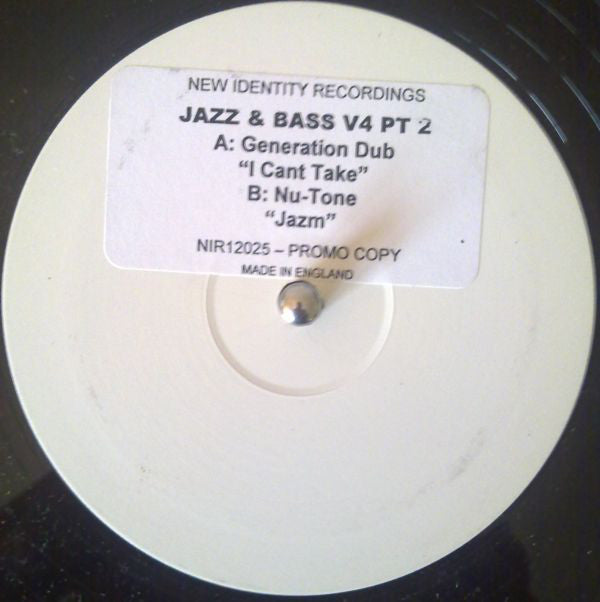 NEW IDENTITY RECORDINGS
JAZZ & BASS V4 PT 2
A: Generation Dub
"I Cant Take"
B: Nu-Tone
"Jazm"
NIR12025 – PROMO COPY
MADE IN ENGLAND